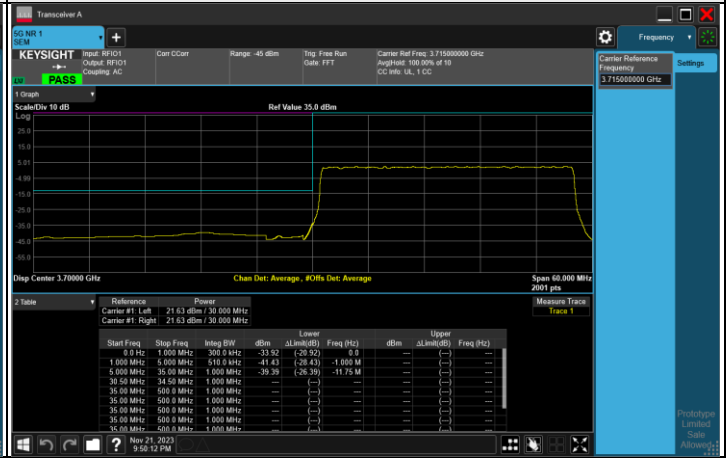 Transceiver A
5G NR 1
SEM
Frequency
KEYSIGHT
LU
PASS
Input: RFIO1
Output: RFIO1
Coupling: AC
Corr CCorr
Range: -45 dBm
Trig: Free Run
Gate: FFT
Carrier Ref Freq: 3.715000000 GHz
Avg|Hold: 100.00% of 10
CC Info: UL, 1 CC
Carrier Reference
Frequency
3.715000000 GHz
Settings
1 Graph
Scale/Div 10 dB
Ref Value 35.0 dBm
Log
25.0
15.0
5.01
-4.99
-15.0
-25.0
-35.0
-45.0
-55.0
Disp Center 3.70000 GHz
Chan Det: Average, #Offs Det: Average
Span 60.000 MHz
2001 pts
2 Table
Reference Power
Carrier #1: Left 21.63 dBm / 30.000 MHz
Carrier #1: Right 21.63 dBm / 30.000 MHz
Measure Trace
Trace 1
Lower Upper
Start Freq Stop Freq Integ BW dBm ΔLimit(dB) Freq (Hz) dBm ΔLimit(dB) Freq (Hz)
0.0 Hz 1.000 MHz 300.0 kHz -33.92 (-20.92) 0.0 --- (---) ---
1.000 MHz 5.000 MHz 510.0 kHz -41.43 (-28.43) -1.000 M --- (---) ---
5.000 MHz 35.00 MHz 1.000 MHz -39.39 (-26.39) -11.75 M --- (---) ---
30.50 MHz 34.50 MHz 1.000 MHz --- (---) --- --- (---) ---
35.00 MHz 500.0 MHz 1.000 MHz --- (---) --- --- (---) ---
35.00 MHz 500.0 MHz 1.000 MHz --- (---) --- --- (---) ---
35.00 MHz 500.0 MHz 1.000 MHz --- (---) --- --- (---) ---
35.00 MHz 500.0 MHz 1.000 MHz --- (---) --- --- (---) ---
35.00 MHz 500.0 MHz 1.000 MHz --- (---) --- --- (---) ---
Prototype
Limited
Sale
Allowed
Nov 21, 2023
9:50:12 PM